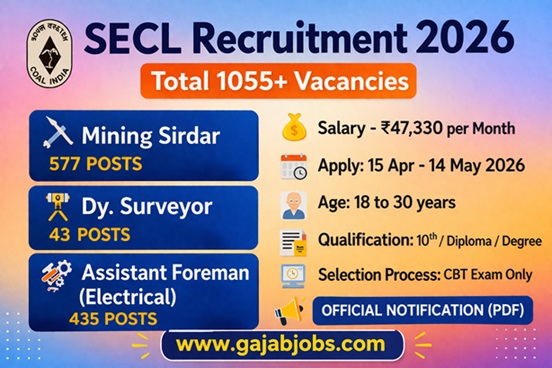 SECL Recruitment 2026
Total 1055+ Vacancies
COAL INDIA
Mining Sirdar
577 POSTS
Dy. Surveyor
43 POSTS
Assistant Foreman
(Electrical)
435 POSTS
Salary - ₹47,330 per Month
Apply: 15 Apr - 14 May 2026
Age: 18 to 30 years
Qualification: 10th / Diploma / Degree
Selection Process: CBT Exam Only
OFFICIAL NOTIFICATION (PDF)
www.gajabjobs.com